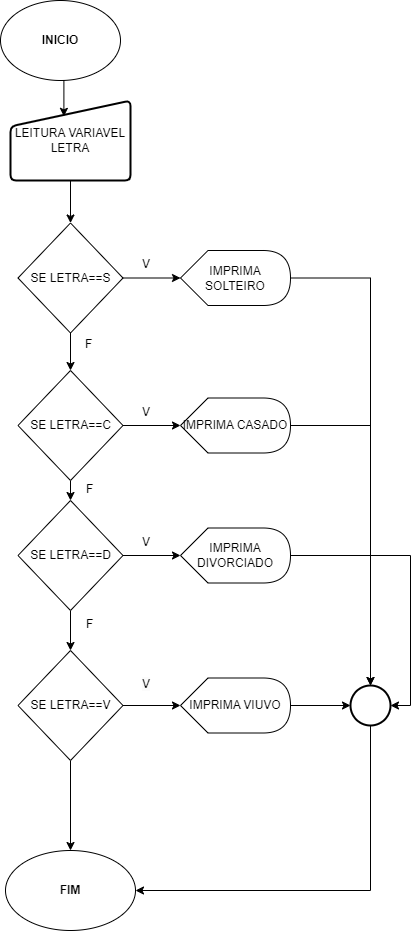 INICIO
LEITURA VARIAVEL
LETRA
SE LETRA==S
V
IMPRIMA
SOLTEIRO
F
SE LETRA==C
V
IMPRIMA CASADO
F
SE LETRA==D
V
IMPRIMA
DIVORCIADO
F
SE LETRA==V
V
IMPRIMA VIUVO
FIM